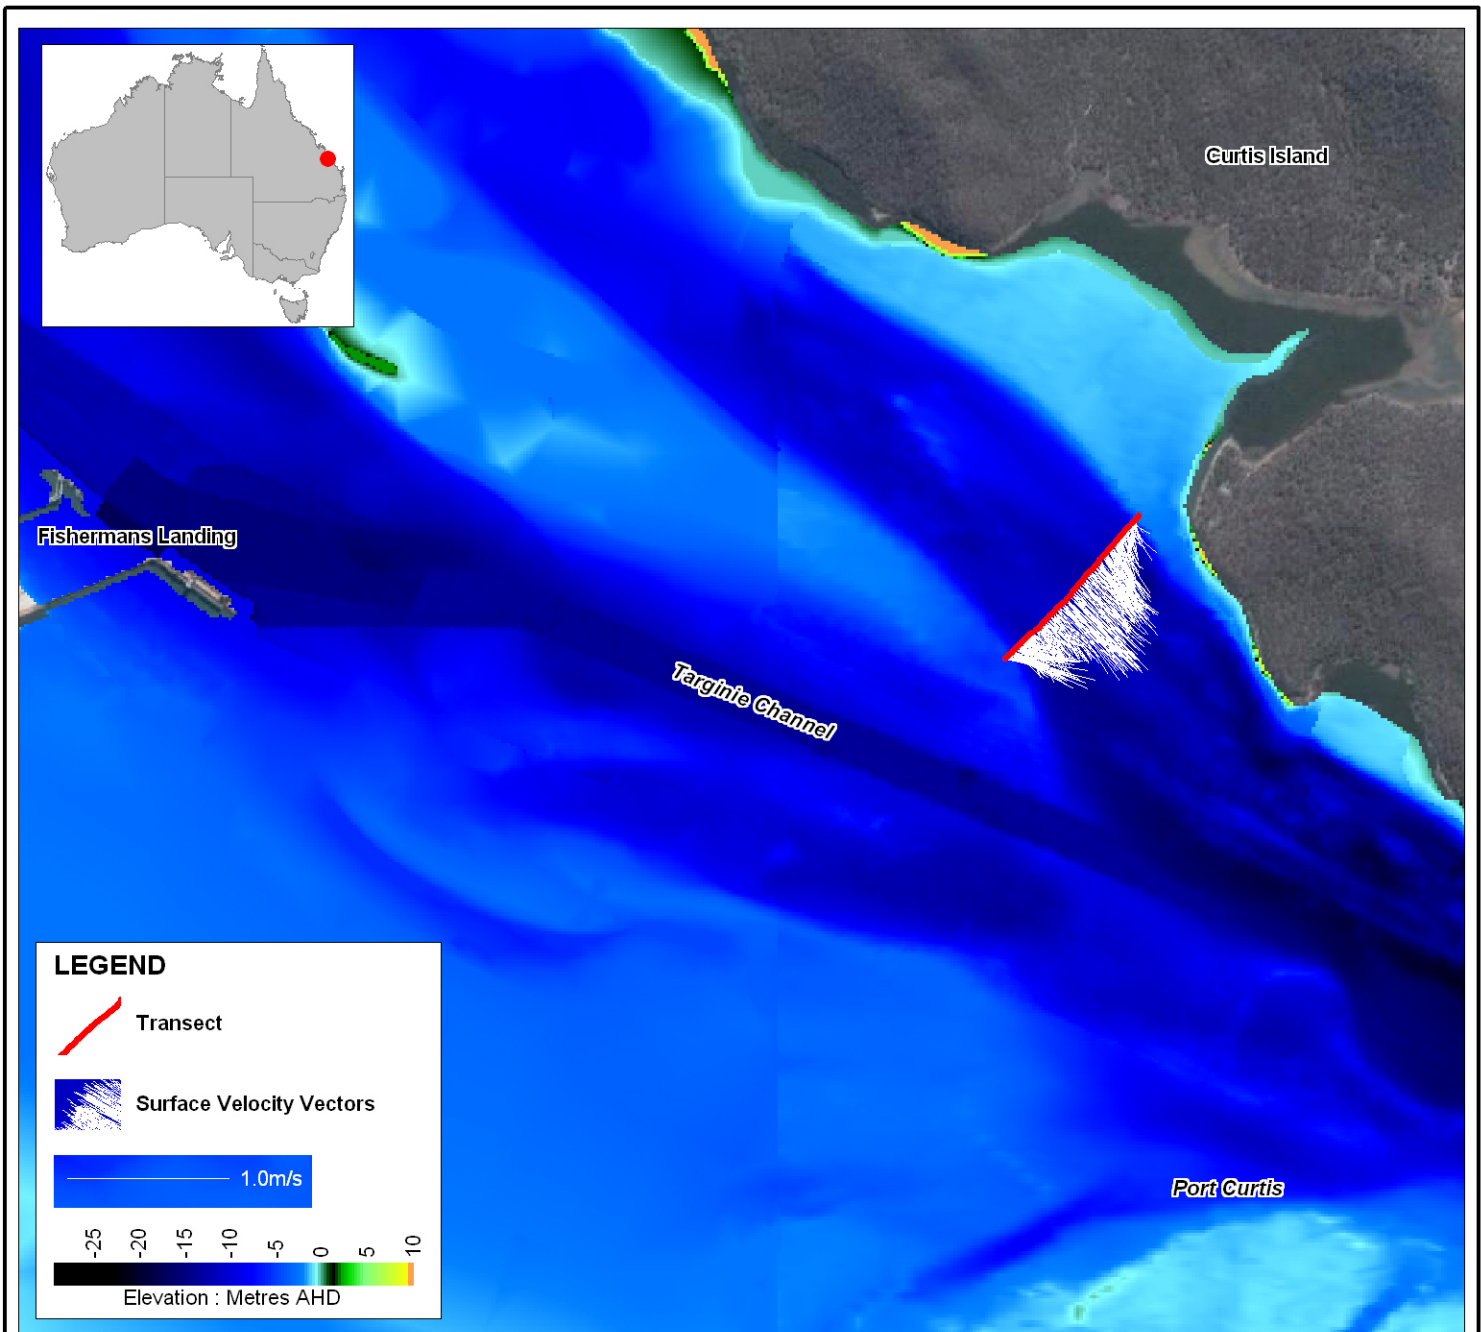 Curtis Island
Fishermans Landing
Targinie Channel
LEGEND
Transect
Surface Velocity Vectors
1.0m/s
-25 -20 -15 -10 -5 0 5 10
Elevation : Metres AHD
Port Curtis